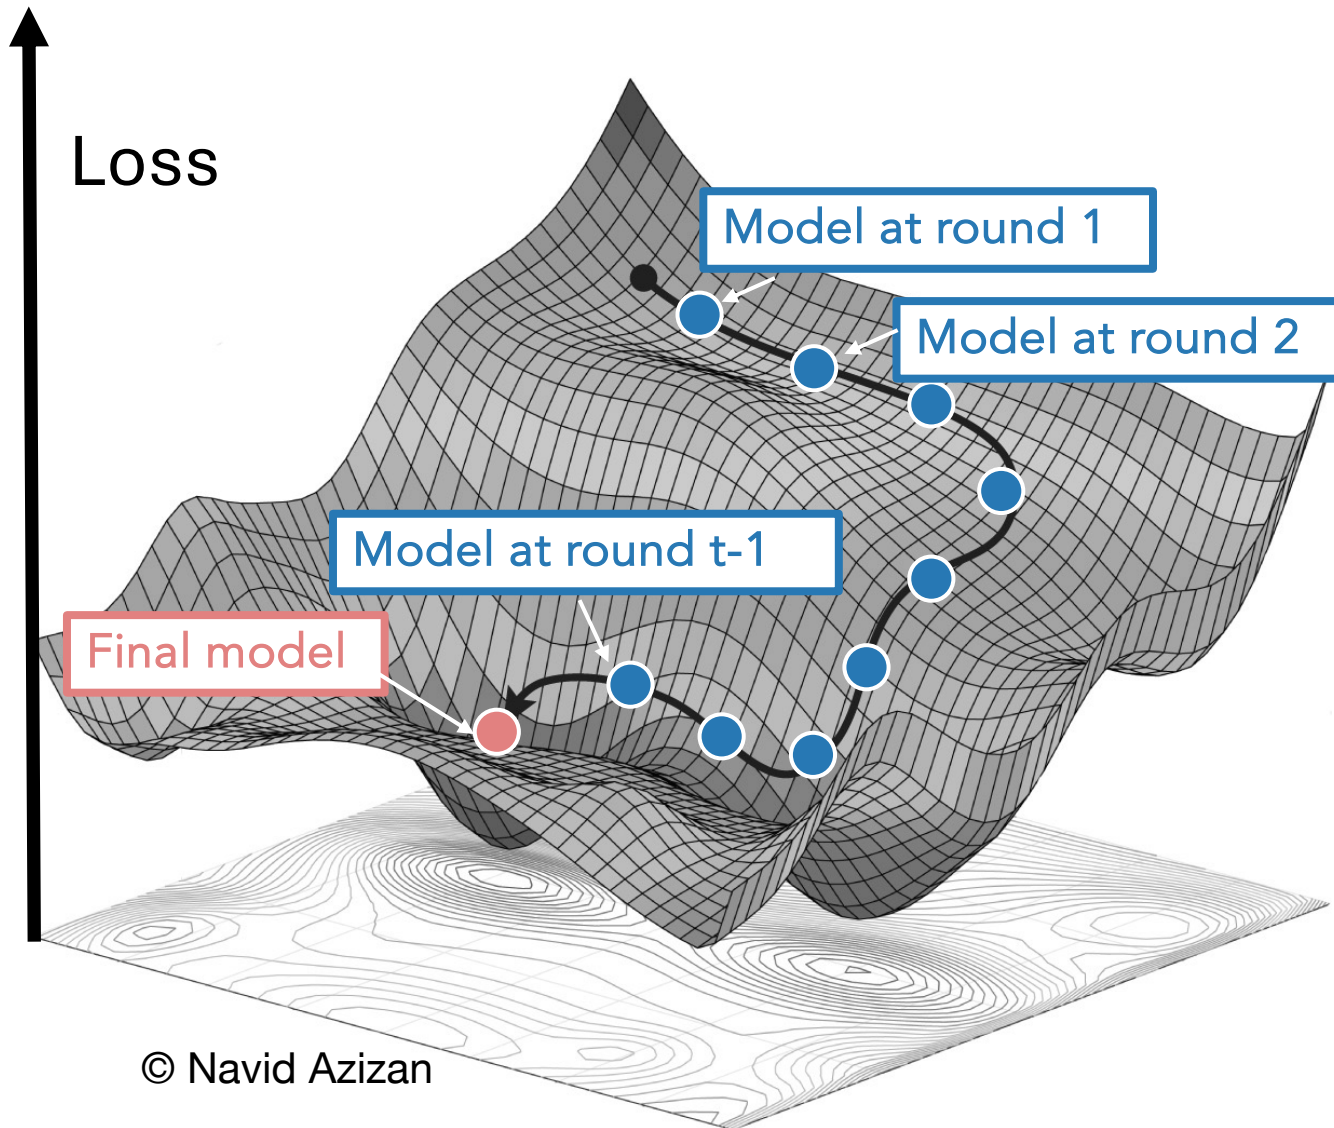 Loss
Model at round 1
Model at round 2
Model at round t-1
Final model
© Navid Azizan